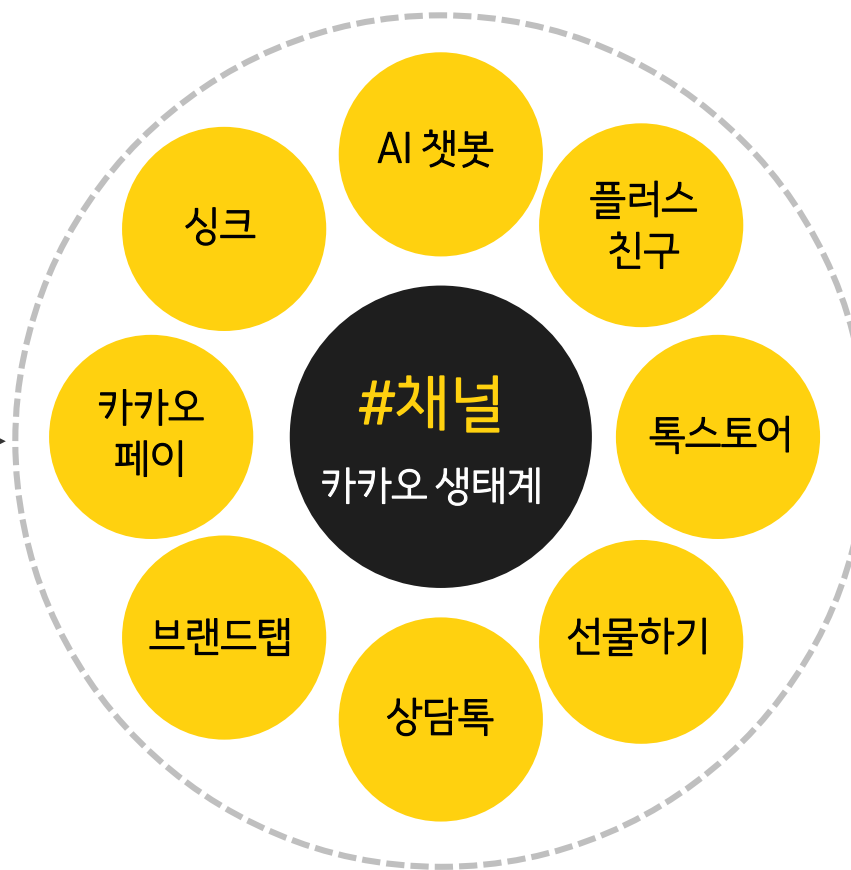 AI 챗봇
싱크
플러스
친구
카카오
페이
#채널
카카오 생태계
톡스토어
브랜드탭
선물하기
상담톡